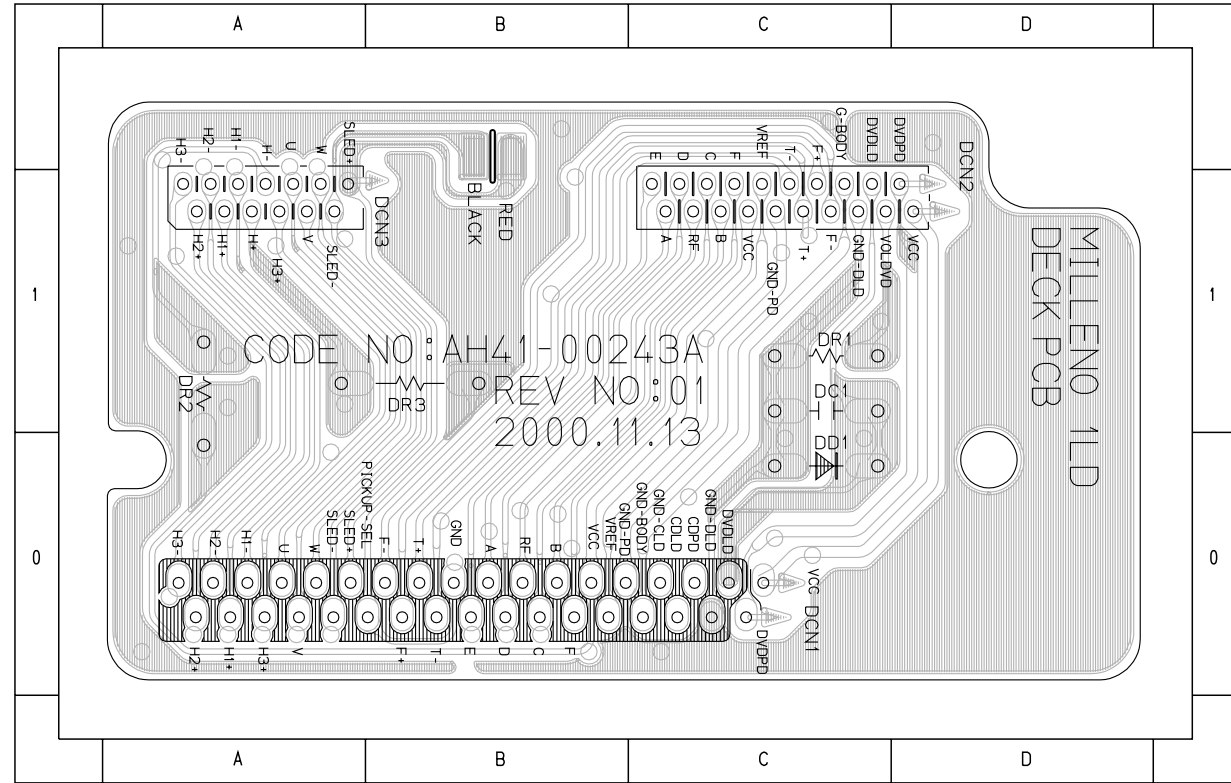 A B C D
H3- H2- H1- H- U W SLED+
VREF T- F+ G-BODY DVDLD DVDPD
E D C F
DCN2
DCN3
BLACK
RED
H2+ H1+ H+ H3+ V SLED-
A RF B VCC GND-PD T+ F- GND-DLD VOLDVD VCC
MILLENO 1LD
DECK PCB
1 1
CODE NO:AH41-00243A
REV NO:01
2000.11.13
DR1
DC1
DD1
DR2
DR3
0 0
H3- H2- H1- U W SLED- SLED+ PICKUP-SEL F- T+ GND A RF B VCC VREF GND-PD GND-BODY GND-CLD CDLD CDPD GND-DLD DVDLD
VCC DCN1
H2+ H1+ H3+ V F+ T- E D C F DVDPD
A B C D